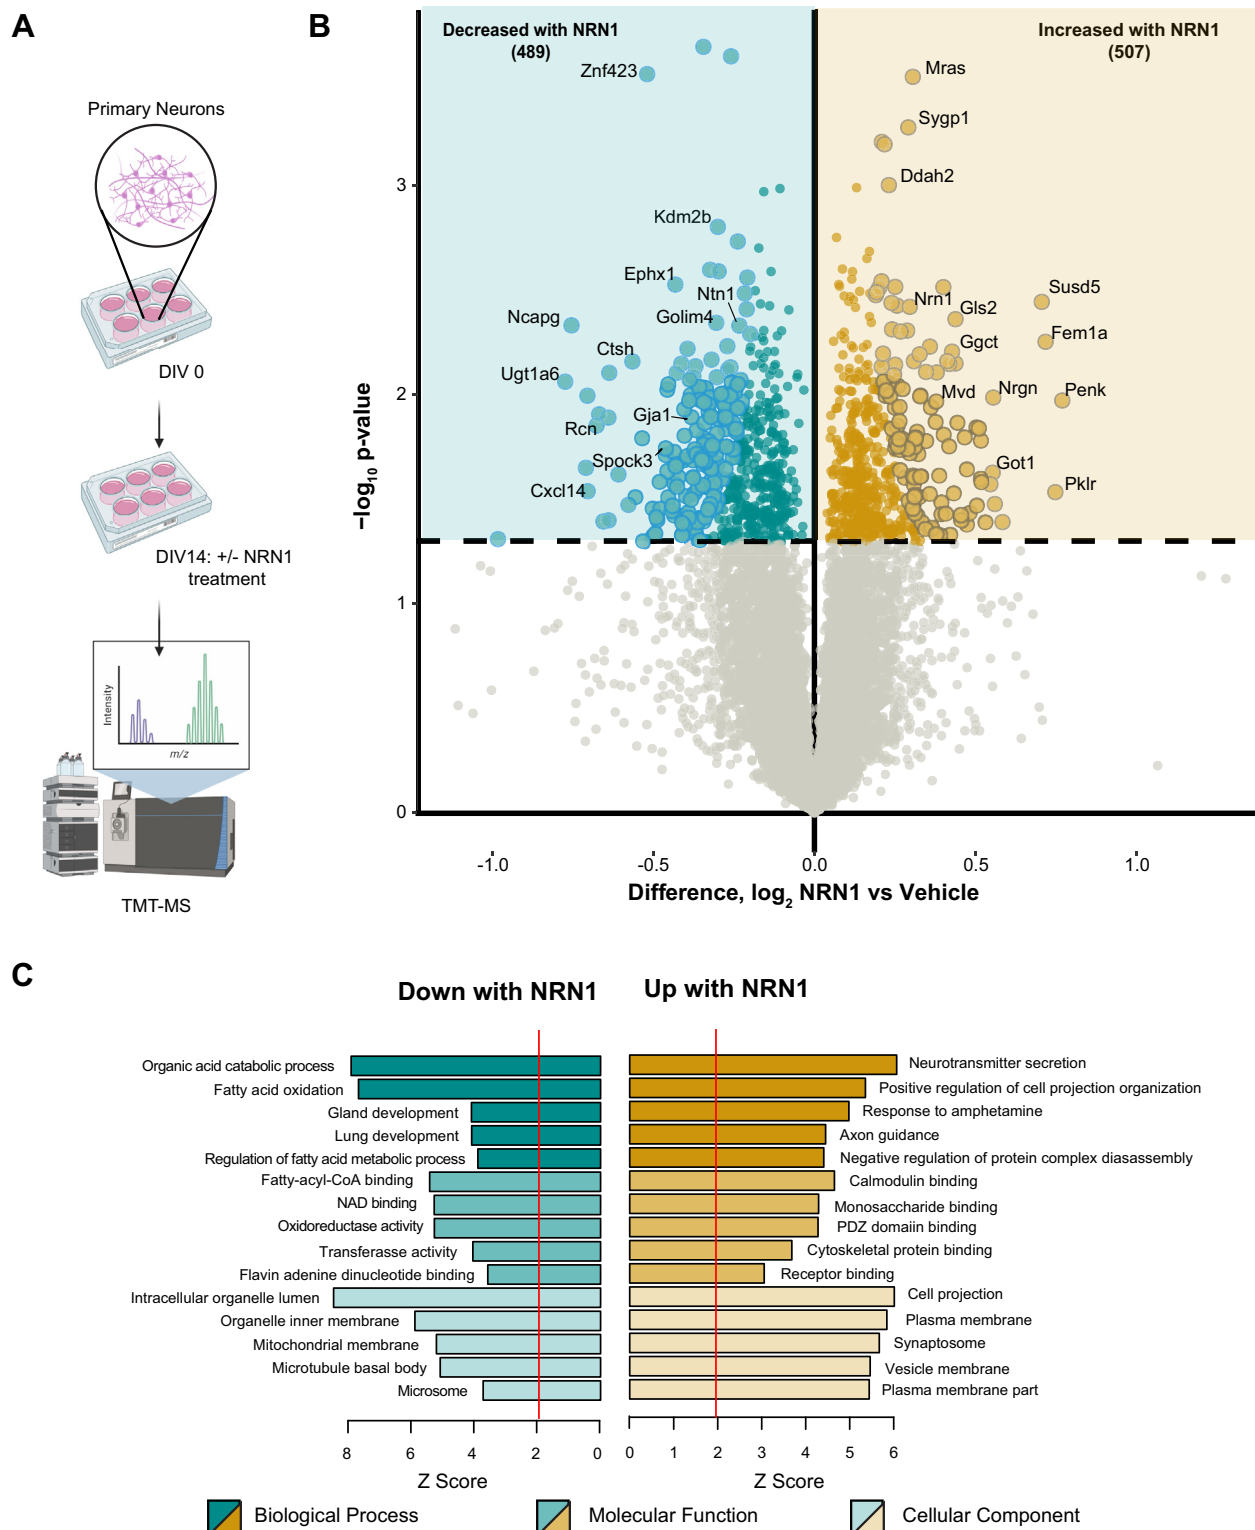 A
Primary Neurons
DIV 0
DIV14: +/- NRN1
treatment
Intensity
m/z
TMT-MS
B
Decreased with NRN1
(489)
Increased with NRN1
(507)
Znf423
Mras
Sygp1
Ddah2
Kdm2b
Ephx1
Ntn1
Golim4
Ncapg
Ctsh
Ugt1a6
Gja1
Rcn
Spock3
Cxcl14
Nrn1
Gls2
Susd5
Fem1a
Ggct
Mvd
Nrgn
Penk
Got1
Pklr
3
2
1
0
−log10 p-value
-1.0
-0.5
0.0
0.5
1.0
Difference, log2 NRN1 vs Vehicle
C
Down with NRN1
Up with NRN1
Organic acid catabolic process
Fatty acid oxidation
Gland development
Lung development
Regulation of fatty acid metabolic process
Fatty-acyl-CoA binding
NAD binding
Oxidoreductase activity
Transferasse activity
Flavin adenine dinucleotide binding
Intracellular organelle lumen
Organelle inner membrane
Mitochondrial membrane
Microtubule basal body
Microsome
8
6
4
2
0
Z Score
Neurotransmitter secretion
Positive regulation of cell projection organization
Response to amphetamine
Axon guidance
Negative regulation of protein complex diasassembly
Calmodulin binding
Monosaccharide binding
PDZ domaiin binding
Cytoskeletal protein binding
Receptor binding
Cell projection
Plasma membrane
Synaptosome
Vesicle membrane
Plasma membrane part
0
1
2
3
4
5
6
Z Score
Biological Process
Molecular Function
Cellular Component